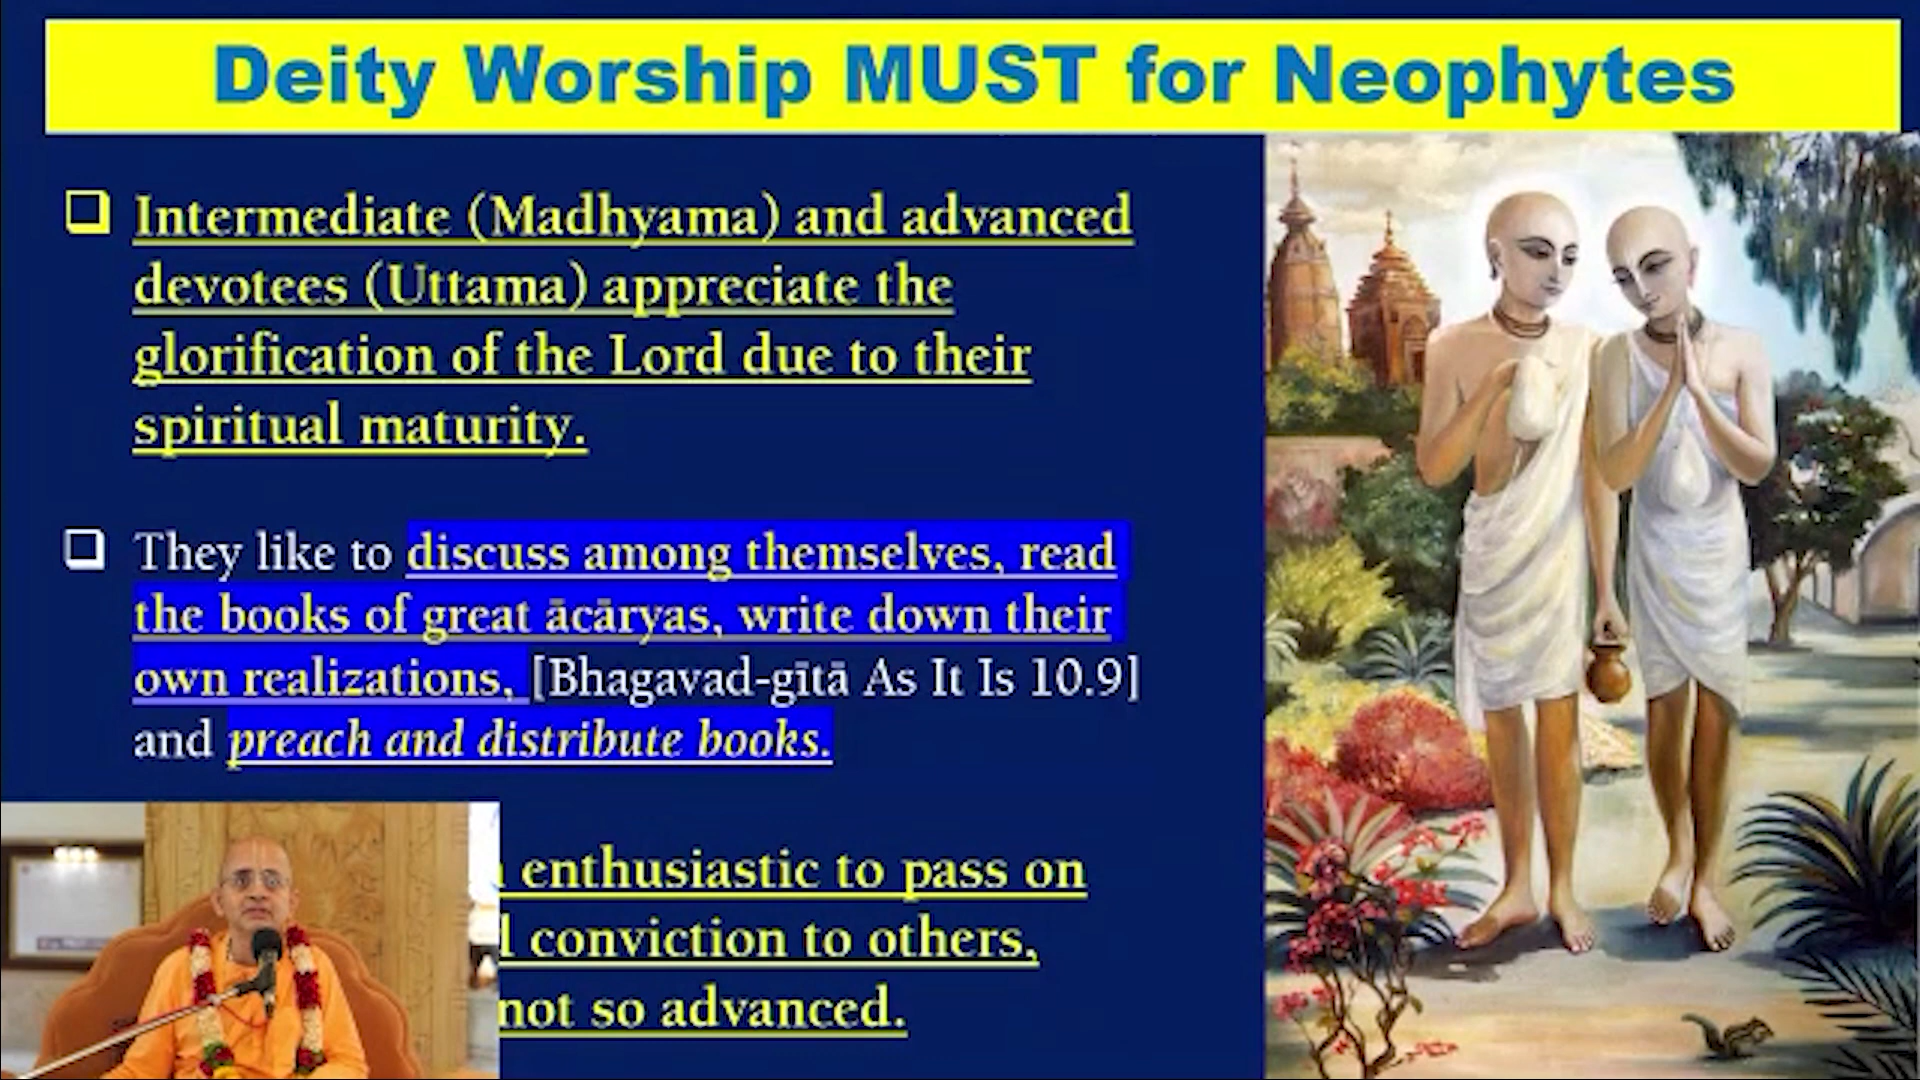 Deity Worship MUST for Neophytes
Intermediate (Madhyama) and advanced
devotees (Uttama) appreciate the
glorification of the Lord due to their
spiritual maturity.
They like to discuss among themselves, read
the books of great ācāryas, write down their
own realizations, [Bhagavad-gītā As It Is 10.9]
and preach and distribute books.
enthusiastic to pass on
conviction to others,
not so advanced.